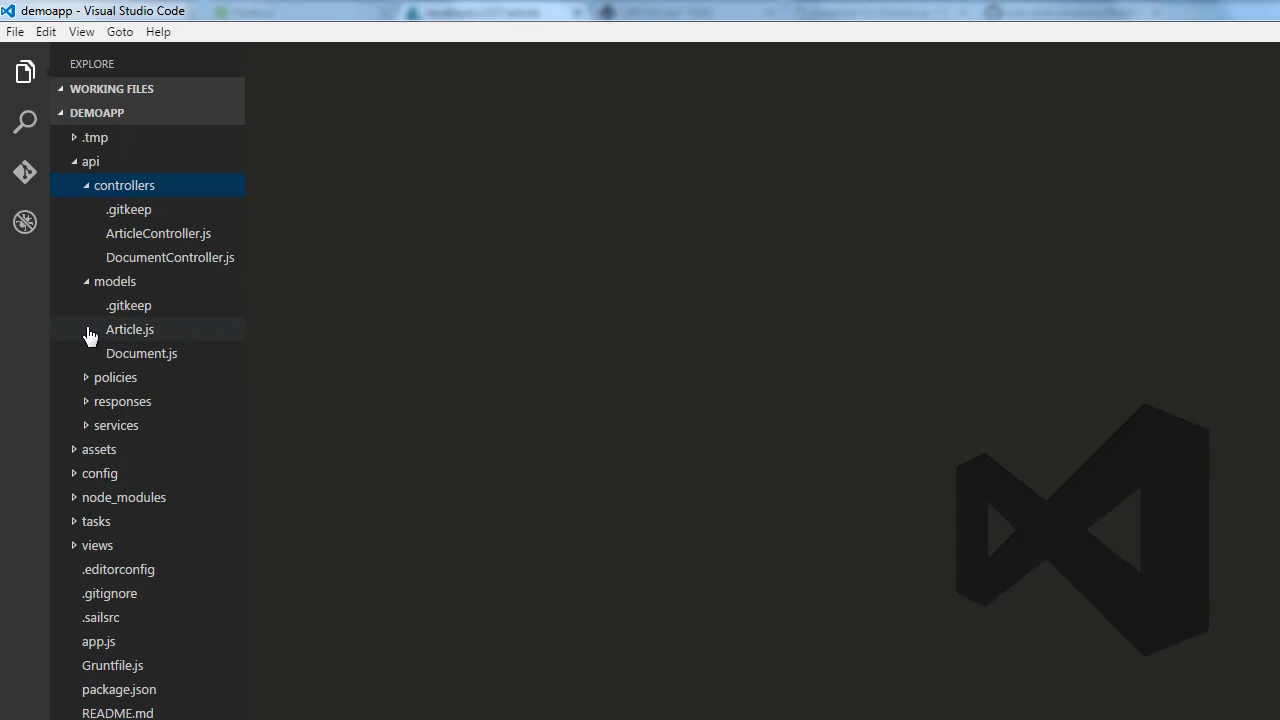 demoapp - Visual Studio Code
File Edit View Goto Help
EXPLORE
WORKING FILES
DEMOAPP
.tmp
api
controllers
.gitkeep
ArticleController.js
DocumentController.js
models
.gitkeep
Article.js
Document.js
policies
responses
services
assets
config
node_modules
tasks
views
.editorconfig
.gitignore
.sailsrc
app.js
Gruntfile.js
package.json
README.md